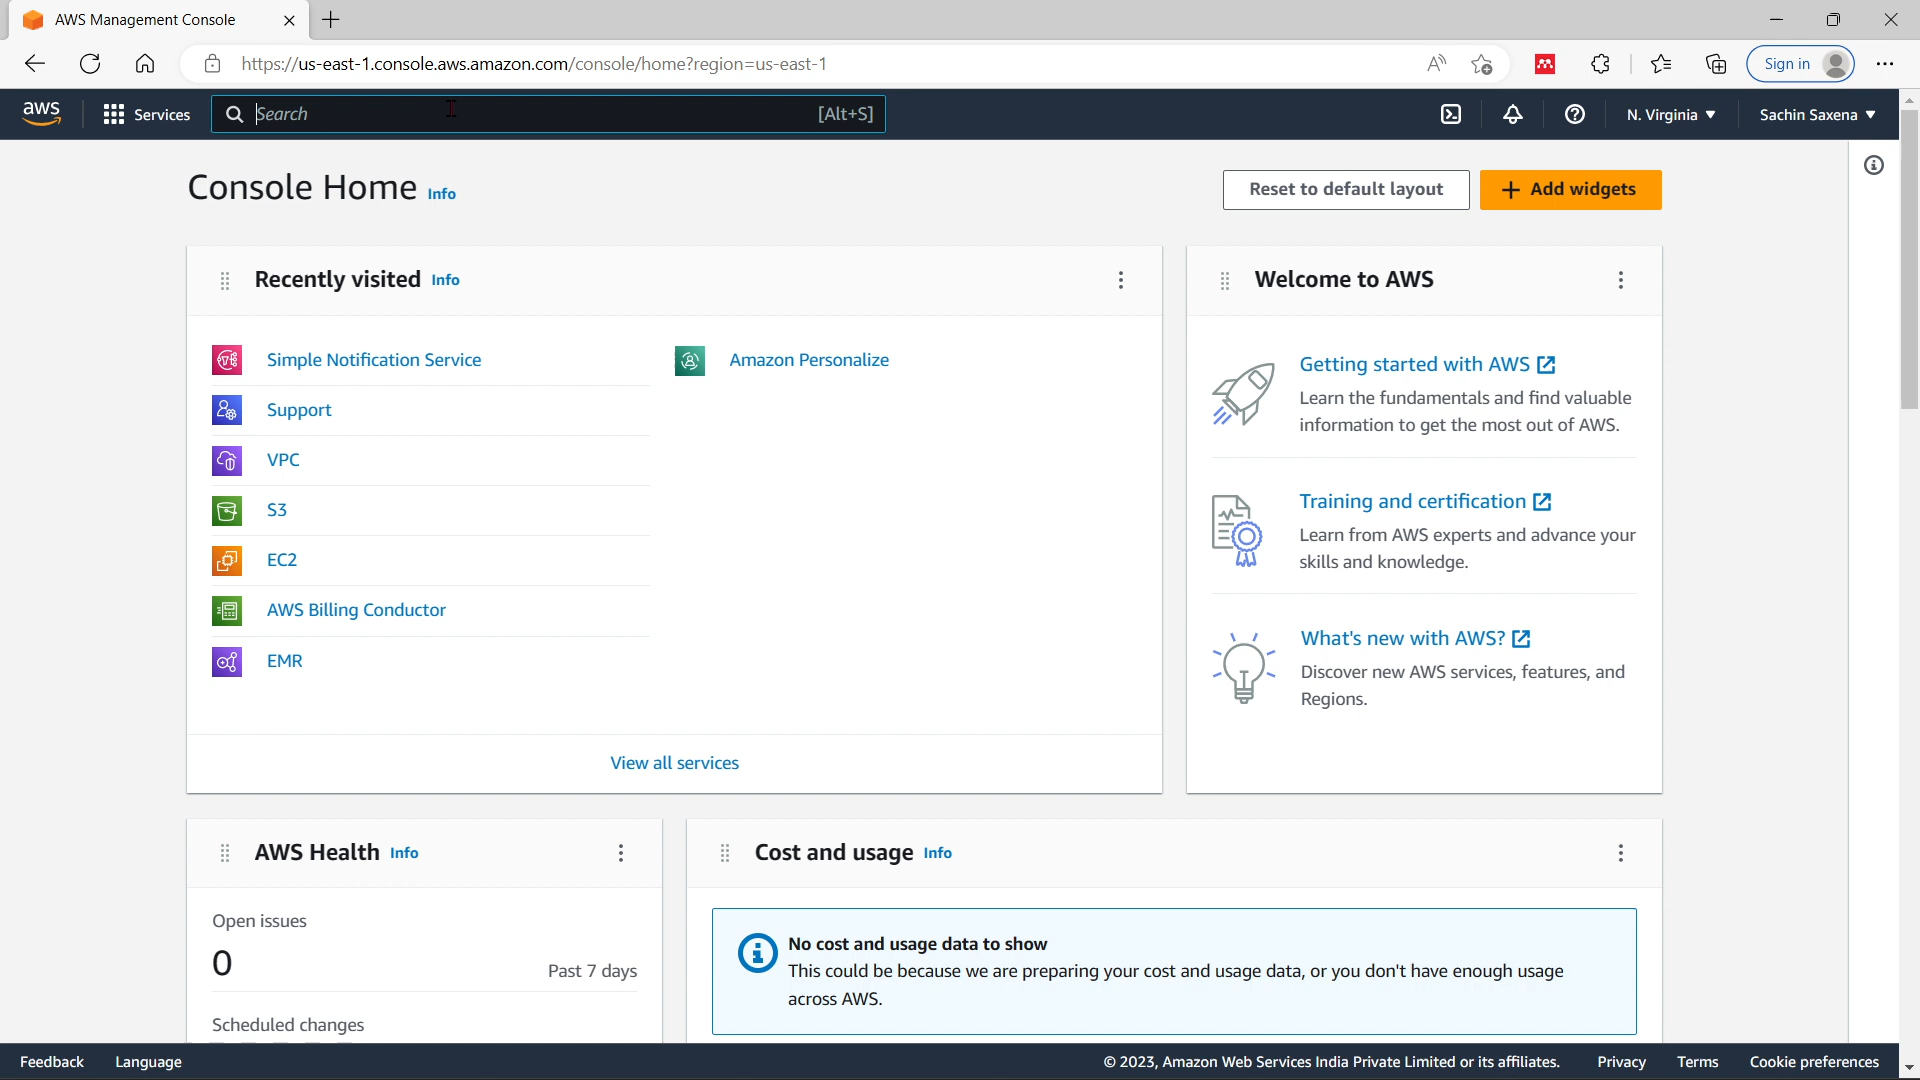 AWS Management Console
https://us-east-1.console.aws.amazon.com/console/home?region=us-east-1
Sign in
aws
Services
Search
[Alt+S]
N. Virginia
Sachin Saxena
Console Home Info
Reset to default layout
Add widgets
Recently visited Info
Simple Notification Service
Support
VPC
S3
EC2
AWS Billing Conductor
EMR
Amazon Personalize
View all services
Welcome to AWS
Getting started with AWS
Learn the fundamentals and find valuable
information to get the most out of AWS.
Training and certification
Learn from AWS experts and advance your
skills and knowledge.
What's new with AWS?
Discover new AWS services, features, and
Regions.
AWS Health Info
Open issues
0
Past 7 days
Scheduled changes
Cost and usage Info
No cost and usage data to show
This could be because we are preparing your cost and usage data, or you don't have enough usage
across AWS.
Feedback
Language
© 2023, Amazon Web Services India Private Limited or its affiliates.
Privacy
Terms
Cookie preferences